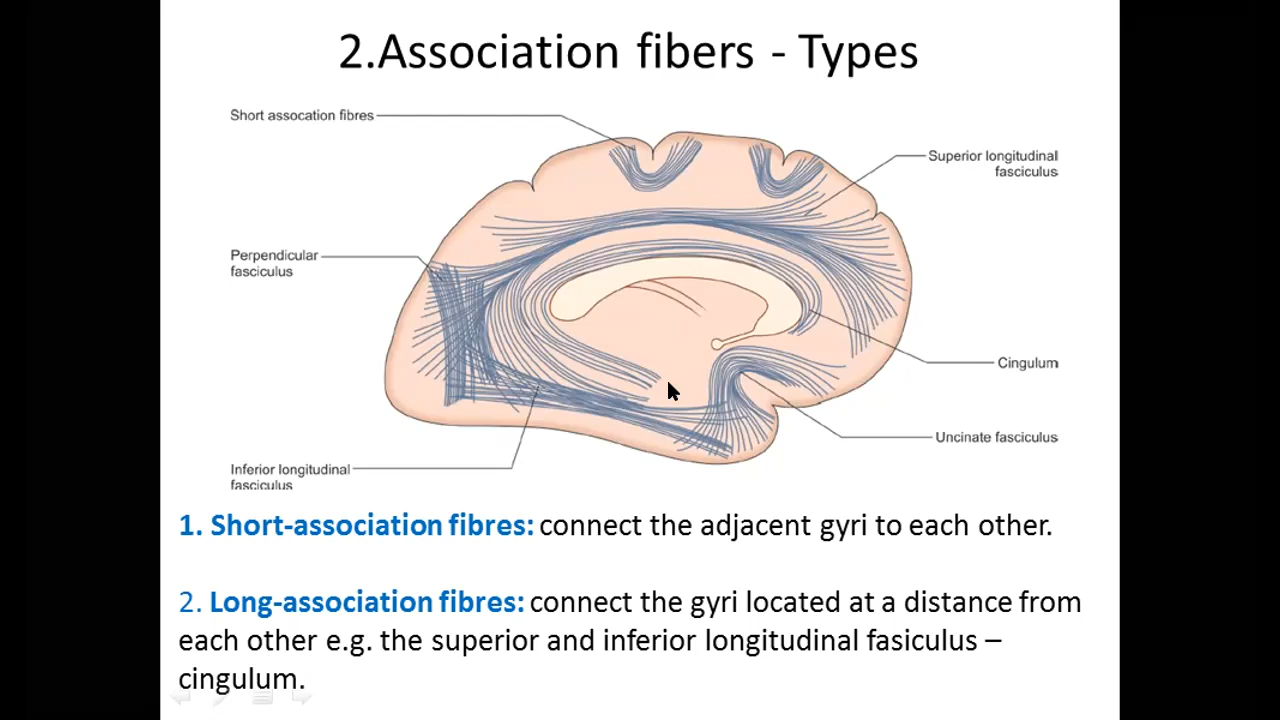 2.Association fibers - Types
Short assocation fibres
Superior longitudinal
fasciculus
Perpendicular
fasciculus
Cingulum
Uncinate fasciculus
Inferior longitudinal
fasciculus
1. Short-association fibres: connect the adjacent gyri to each other.
2. Long-association fibres: connect the gyri located at a distance from
each other e.g. the superior and inferior longitudinal fasiculus –
cingulum.